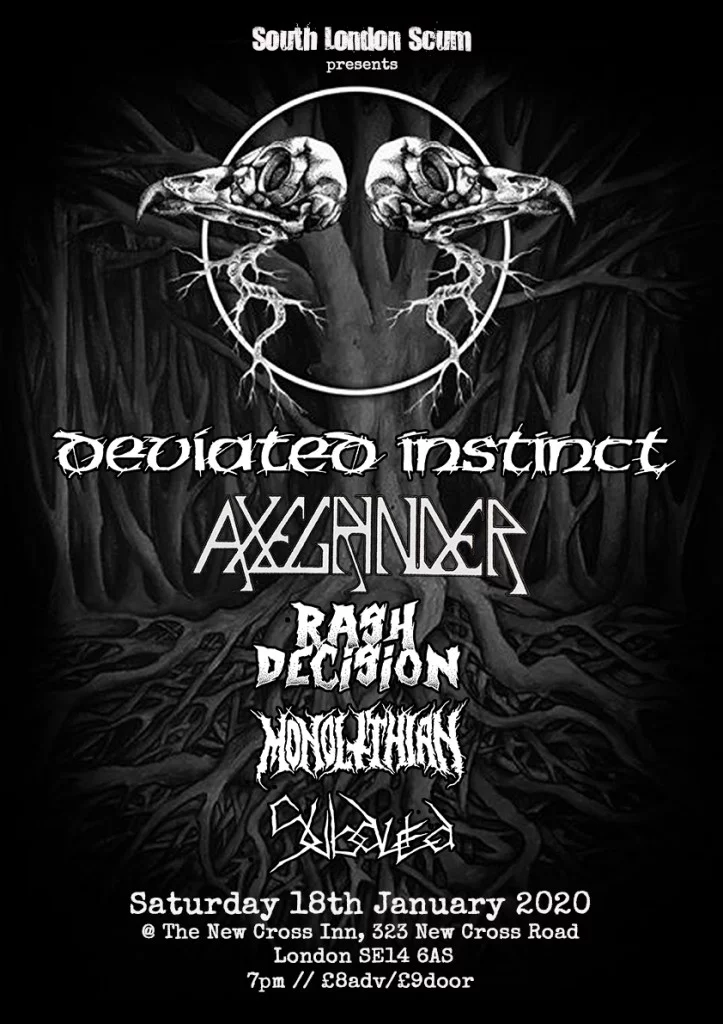 South London Scum
presents
deviated instinct
AXEGRINDER
RASH
DECISION
MONOLITHIAN
Saturday 18th January 2020
@ The New Cross Inn, 323 New Cross Road
London SE14 6AS
7pm // £8adv/£9door